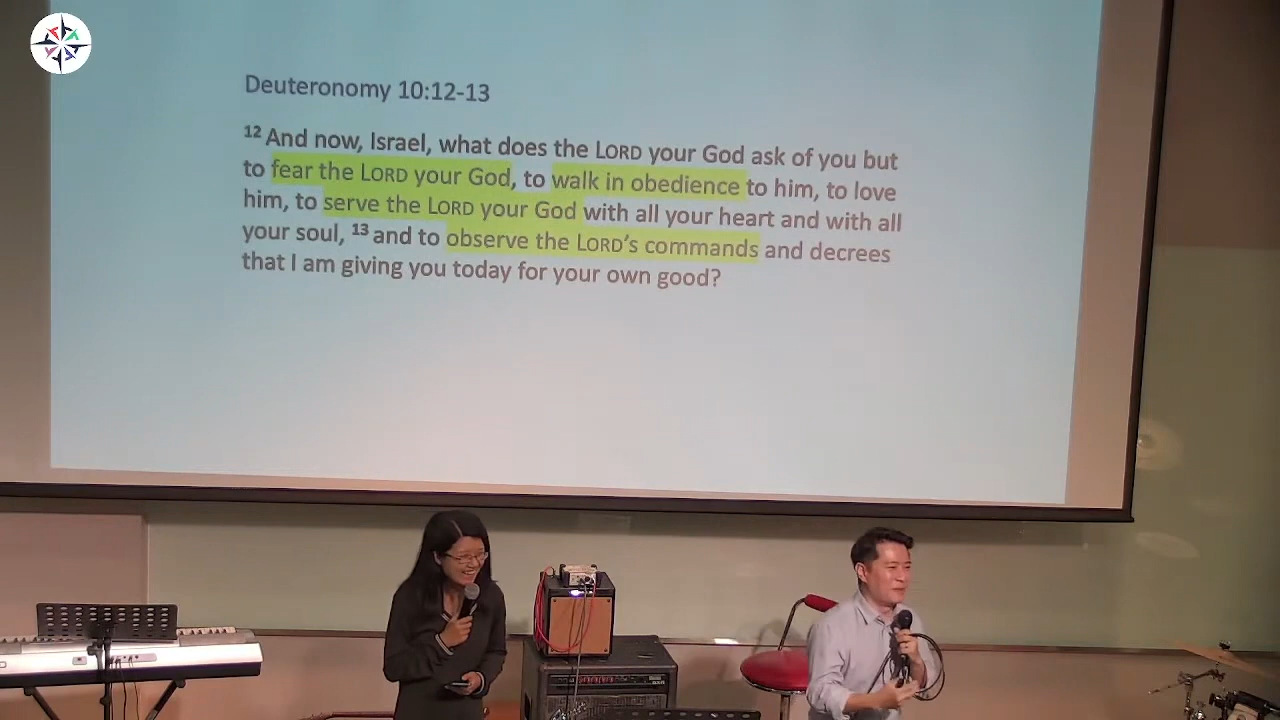 Deuteronomy 10:12-13
12 And now, Israel, what does the LORD your God ask of you but
to fear the LORD your God, to walk in obedience to him, to love
him, to serve the LORD your God with all your heart and with all
your soul, 13 and to observe the LORD'S commands and decrees
that I am giving you today for your own good?